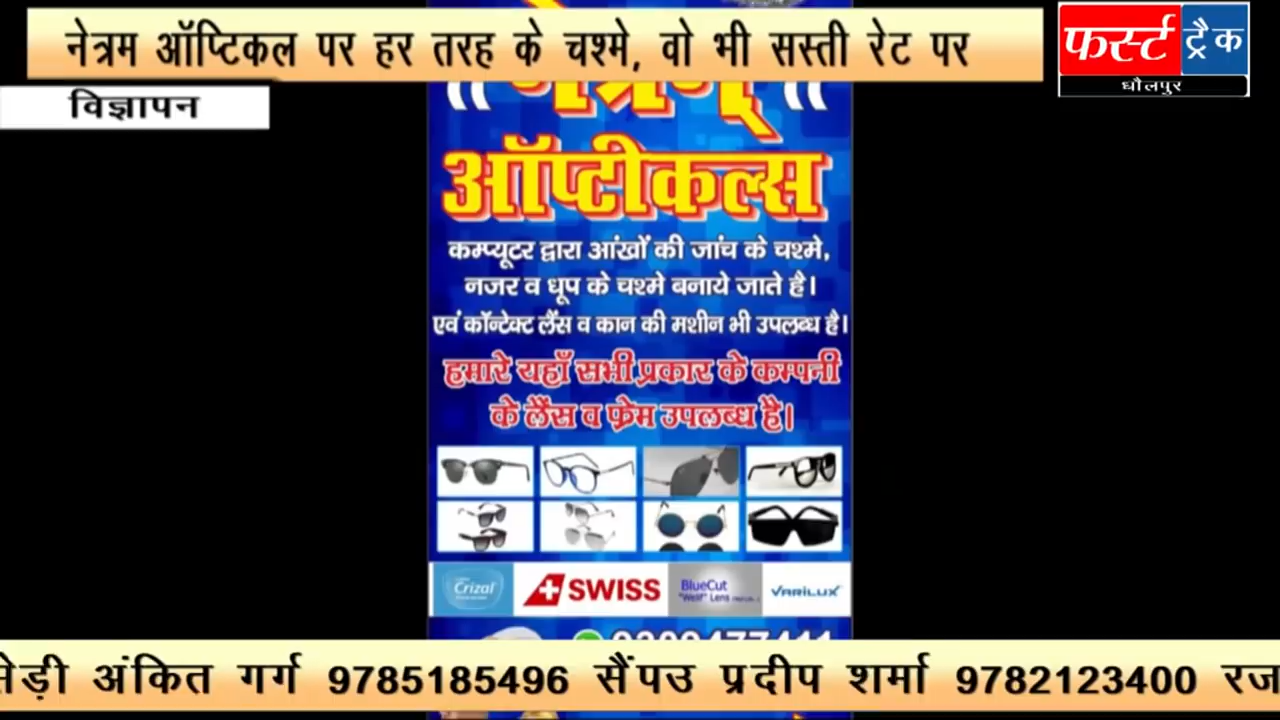 नेत्रम ऑप्टिकल पर हर तरह के चश्मे, वो भी सस्ती रेट पर
फर्स्ट ट्रैक
धौलपुर
विज्ञापन
ऑप्टीकल्स
कम्प्यूटर द्वारा आंखों की जांच के चश्मे,
नजर व धूप के चश्मे बनाये जाते है।
एवं कॉन्टेक्ट लैंस व कान की मशीन भी उपलब्ध है।
हमारे यहाँ सभी प्रकार के कम्पनी
के लैंस व फ्रेम उपलब्ध है।
Crizal
SWISS
BlueCut
"Well" Lens
VARILUX
अंकित गर्ग 9785185496 सैंपउ प्रदीप शर्मा 9782123400